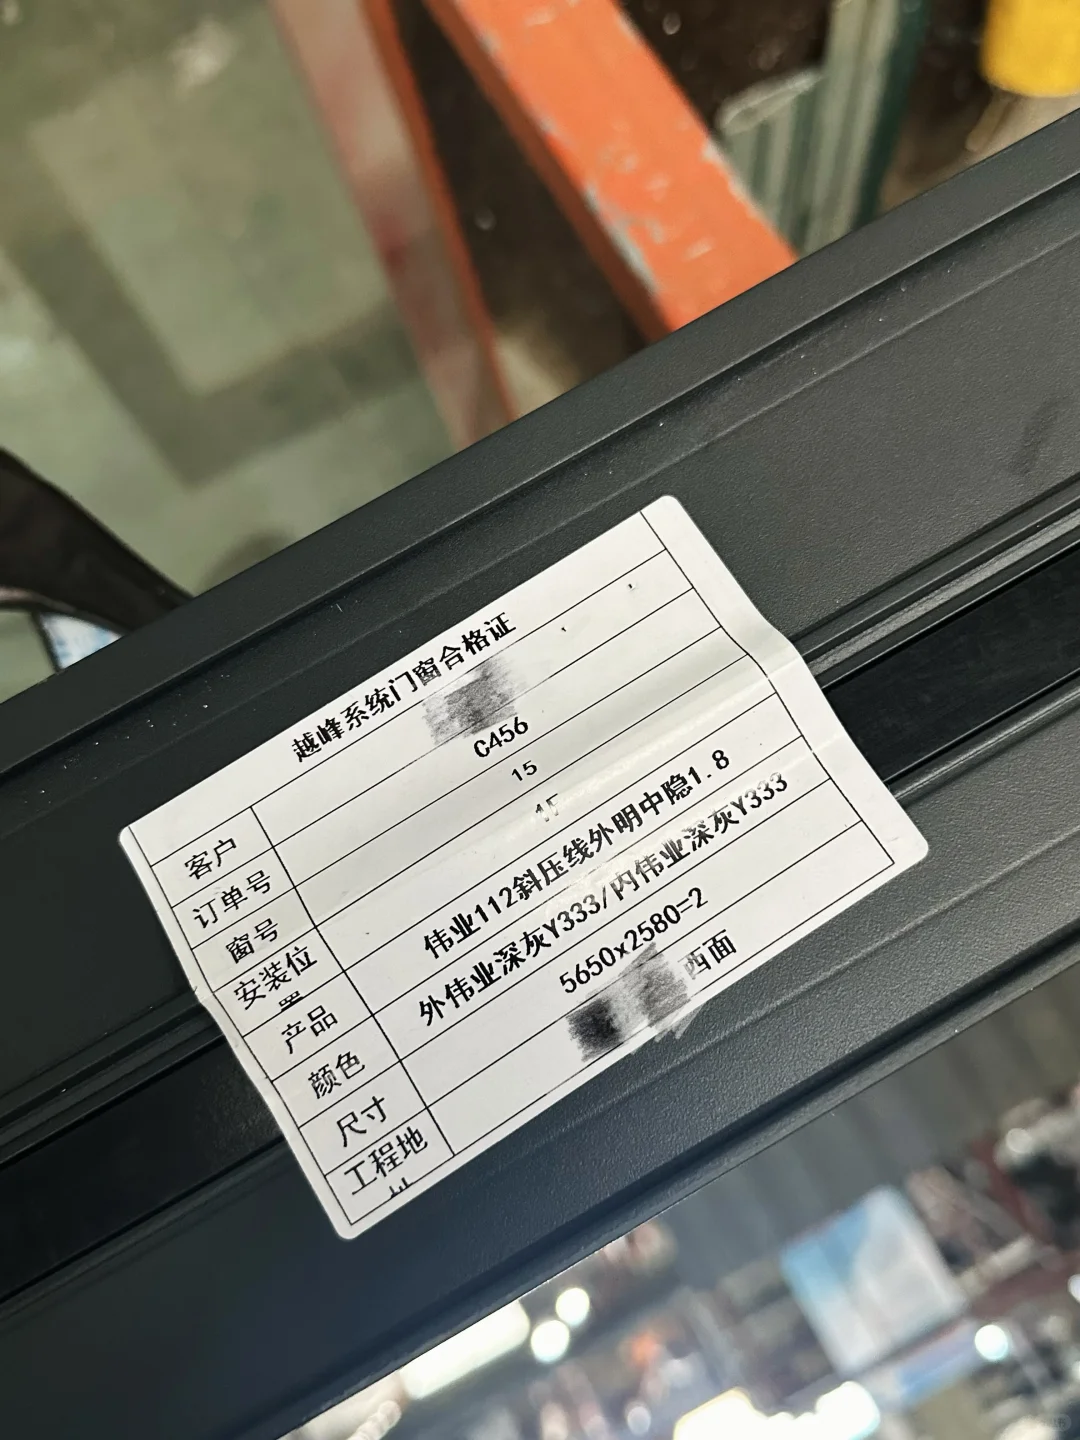 越峰系统门窗合格证
客户
订单号 C456
窗号 15
安装位置 1F
产品 伟业112斜压线外明中隐1.8
颜色 外伟业深灰Y333/内伟业深灰Y333
尺寸 5650x2580=2
工程地 西面